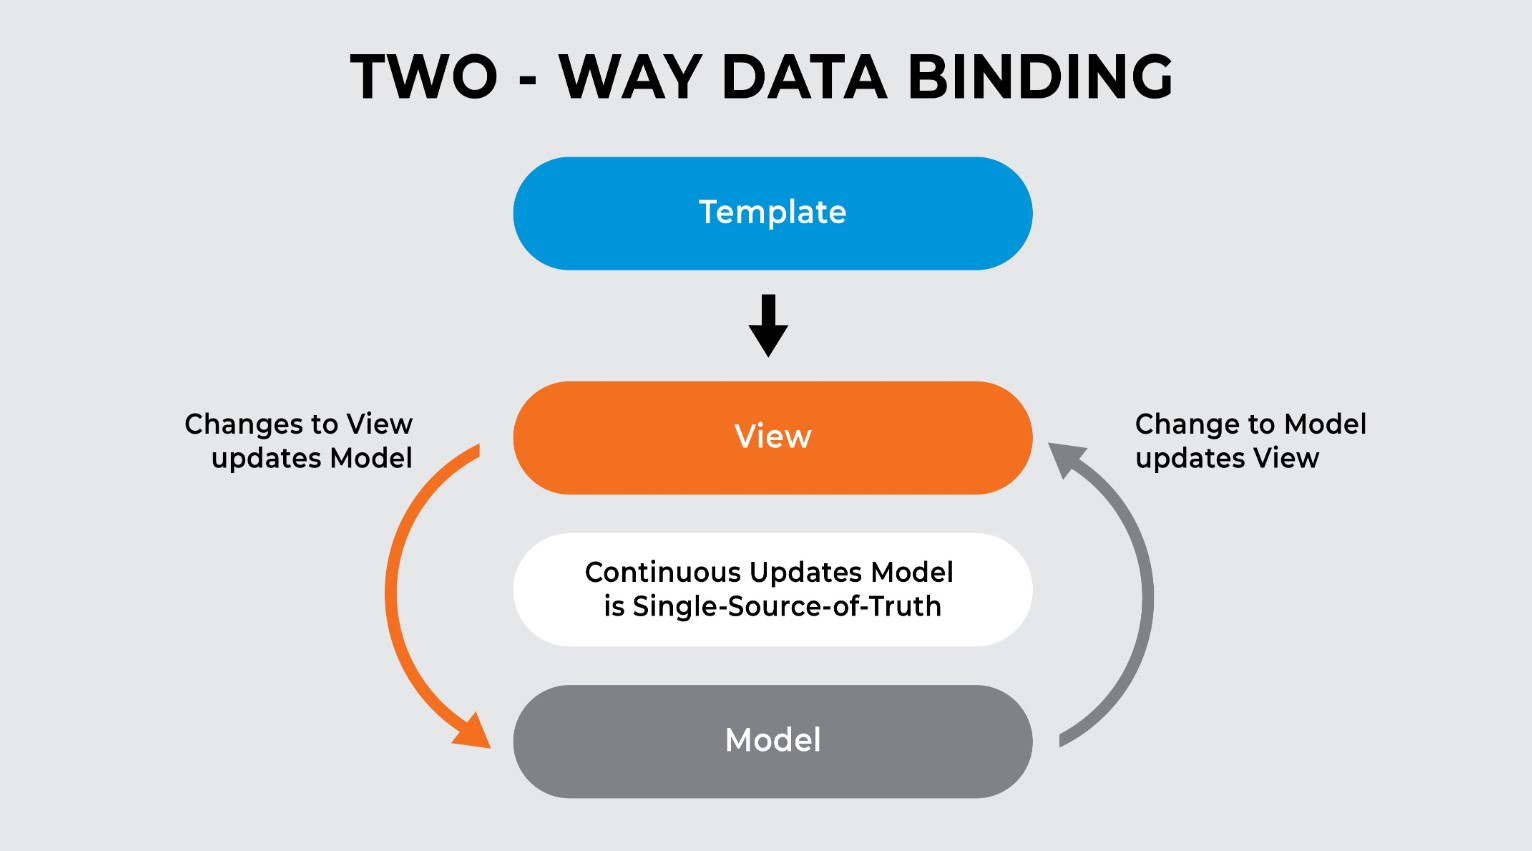 TWO - WAY DATA BINDING
Template
View
Changes to View
updates Model
Change to Model
updates View
Continuous Updates Model
is Single-Source-of-Truth
Model